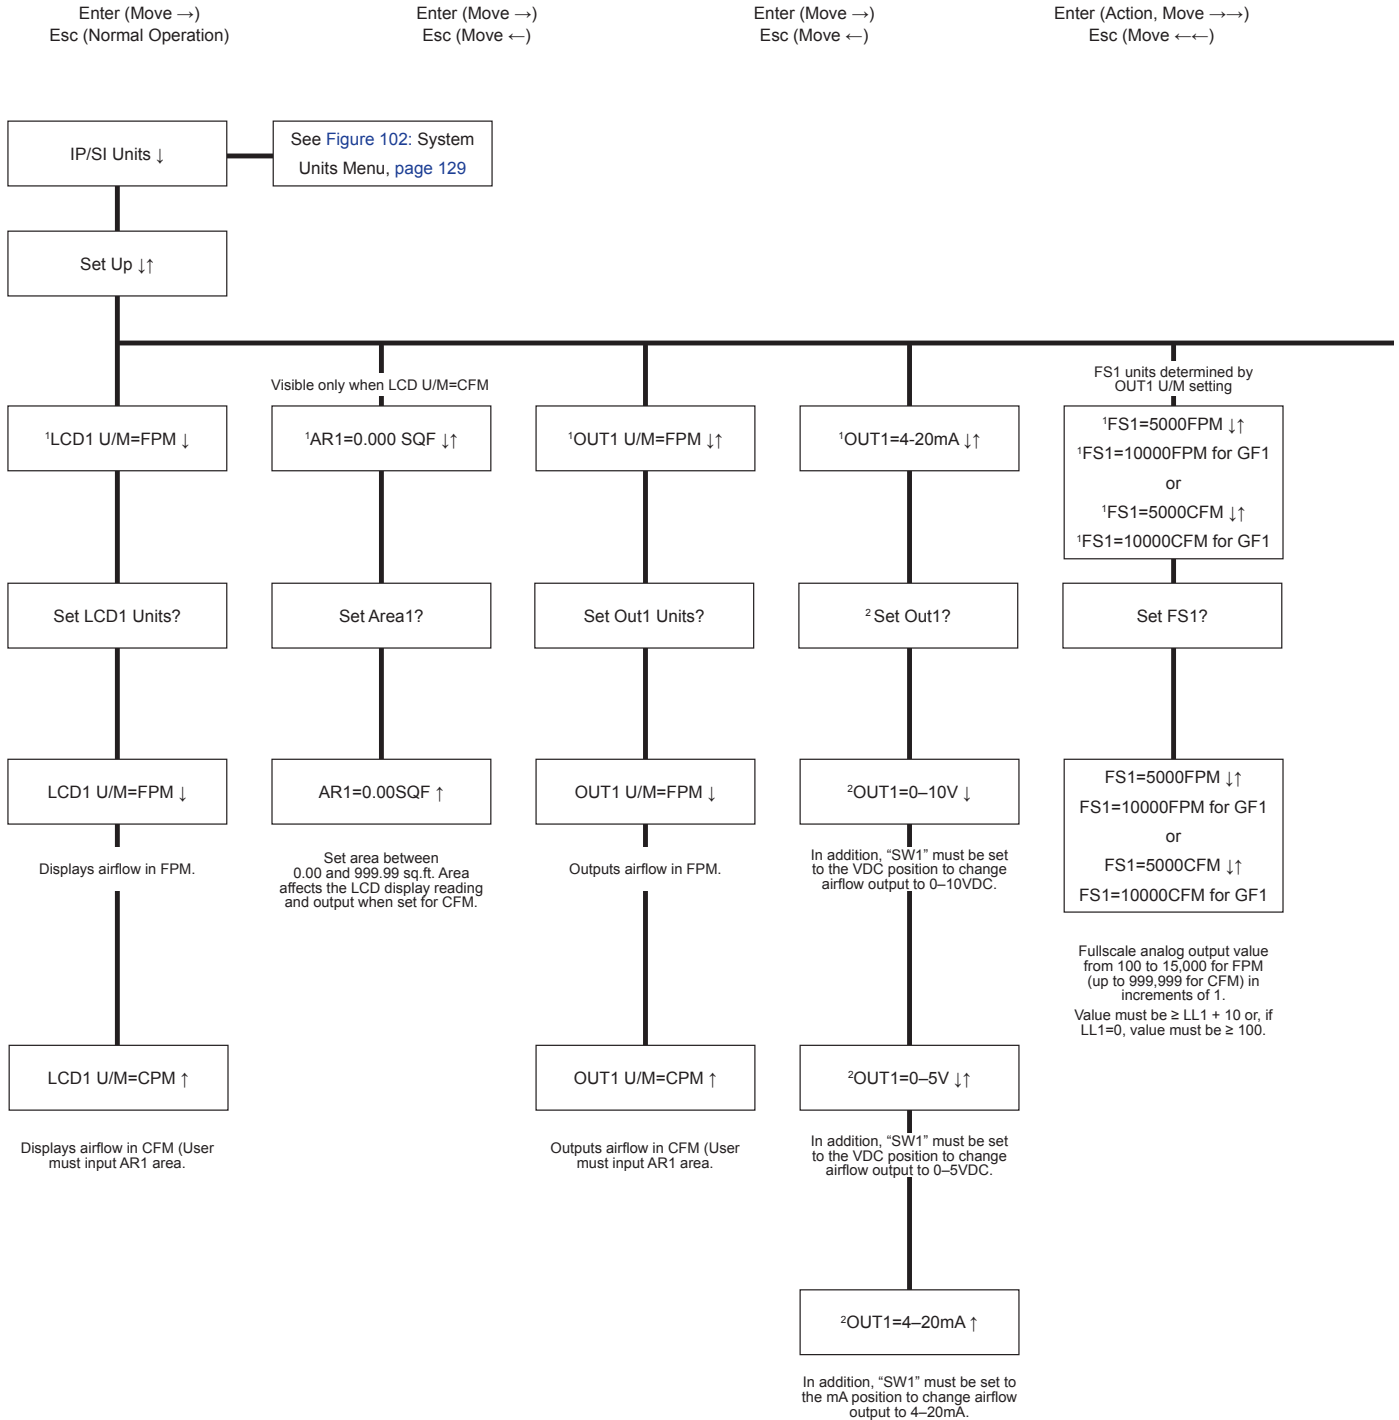 Enter (Move →)
Esc (Normal Operation)
Enter (Move →)
Esc (Move ←)
Enter (Move →)
Esc (Move ←)
Enter (Action, Move →→)
Esc (Move ←←)
IP/SI Units ↓
See Figure 102: System
Units Menu, page 129
Set Up ↓↑
Visible only when LCD U/M=CFM
FS1 units determined by
OUT1 U/M setting
¹LCD1 U/M=FPM ↓
¹AR1=0.000 SQF ↓↑
¹OUT1 U/M=FPM ↓↑
¹OUT1=4-20mA ↓↑
¹FS1=5000FPM ↓↑
¹FS1=10000FPM for GF1
or
¹FS1=5000CFM ↓↑
¹FS1=10000CFM for GF1
Set LCD1 Units?
Set Area1?
Set Out1 Units?
² Set Out1?
Set FS1?
LCD1 U/M=FPM ↓
AR1=0.00SQF ↑
OUT1 U/M=FPM ↓
²OUT1=0–10V ↓
FS1=5000FPM ↓↑
FS1=10000FPM for GF1
or
FS1=5000CFM ↓↑
FS1=10000CFM for GF1
Displays airflow in FPM.
Set area between
0.00 and 999.99 sq.ft. Area
affects the LCD display reading
and output when set for CFM.
Outputs airflow in FPM.
In addition, “SW1” must be set
to the VDC position to change
airflow output to 0–10VDC.
Fullscale analog output value
from 100 to 15,000 for FPM
(up to 999,999 for CFM) in
increments of 1.
Value must be ≥ LL1 + 10 or, if
LL1=0, value must be ≥ 100.
LCD1 U/M=CPM ↑
OUT1 U/M=CPM ↑
²OUT1=0–5V ↓↑
Displays airflow in CFM (User
must input AR1 area.
Outputs airflow in CFM (User
must input AR1 area.
In addition, “SW1” must be set
to the VDC position to change
airflow output to 0–5VDC.
²OUT1=4–20mA ↑
In addition, “SW1” must be set to
the mA position to change airflow
output to 4–20mA.